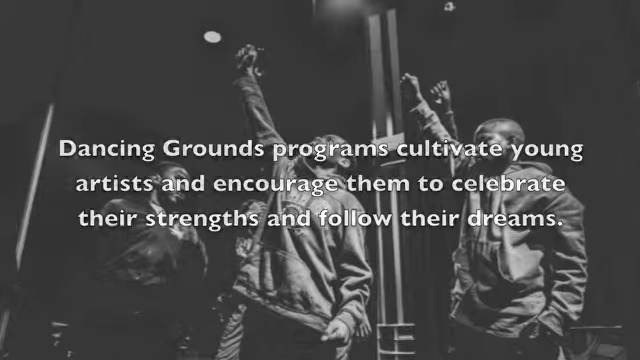 Dancing Grounds programs cultivate young
artists and encourage them to celebrate
their strengths and follow their dreams.